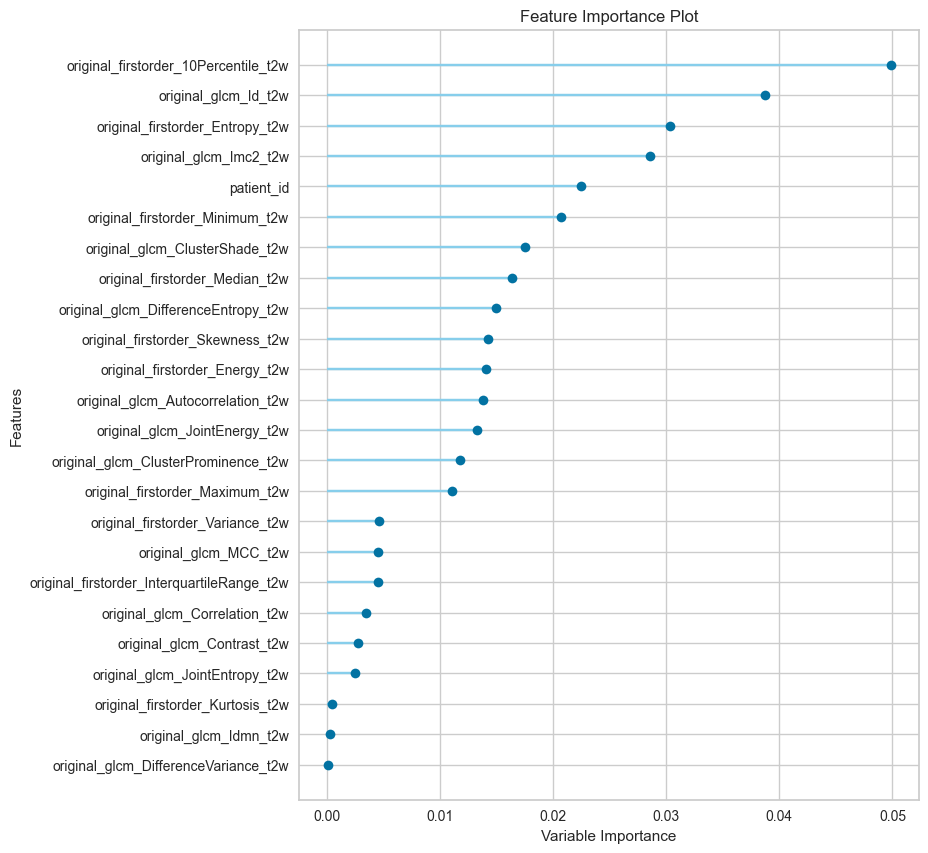 Feature Importance Plot
original_firstorder_10Percentile_t2w
original_glcm_Id_t2w
original_firstorder_Entropy_t2w
original_glcm_Imc2_t2w
patient_id
original_firstorder_Minimum_t2w
original_glcm_ClusterShade_t2w
original_firstorder_Median_t2w
original_glcm_DifferenceEntropy_t2w
original_firstorder_Skewness_t2w
original_firstorder_Energy_t2w
original_glcm_Autocorrelation_t2w
original_glcm_JointEnergy_t2w
original_glcm_ClusterProminence_t2w
original_firstorder_Maximum_t2w
original_firstorder_Variance_t2w
original_glcm_MCC_t2w
original_firstorder_InterquartileRange_t2w
original_glcm_Correlation_t2w
original_glcm_Contrast_t2w
original_glcm_JointEntropy_t2w
original_firstorder_Kurtosis_t2w
original_glcm_Idmn_t2w
original_glcm_DifferenceVariance_t2w
Features
0.00 0.01 0.02 0.03 0.04 0.05
Variable Importance